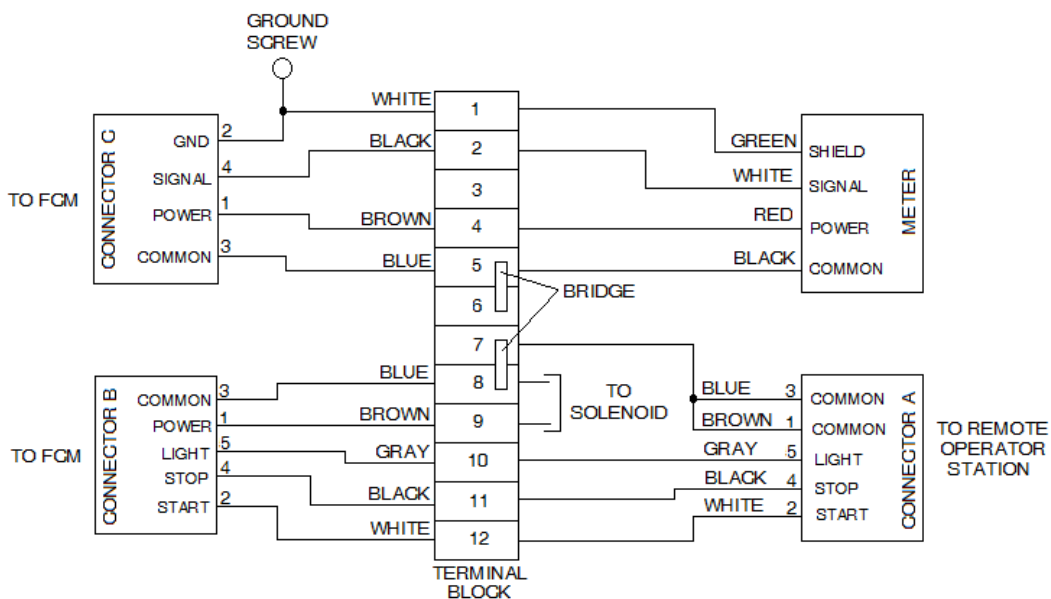 GROUND
SCREW
CONNECTOR C
TO FCM
GND 2
SIGNAL 4
POWER 1
COMMON 3
WHITE
BLACK
BROWN
BLUE
1
2
3
4
5
6
7
8
9
10
11
12
TERMINAL
BLOCK
BRIDGE
GREEN
WHITE
RED
BLACK
SHIELD
SIGNAL
POWER
COMMON
METER
TO FCM
CONNECTOR B
COMMON 3
POWER 1
LIGHT 5
STOP 4
START 2
BLUE
BROWN
GRAY
BLACK
WHITE
TO
SOLENOID
BLUE 3 COMMON
BROWN 1 COMMON
GRAY 5 LIGHT
BLACK 4 STOP
WHITE 2 START
CONNECTOR A
TO REMOTE
OPERATOR
STATION